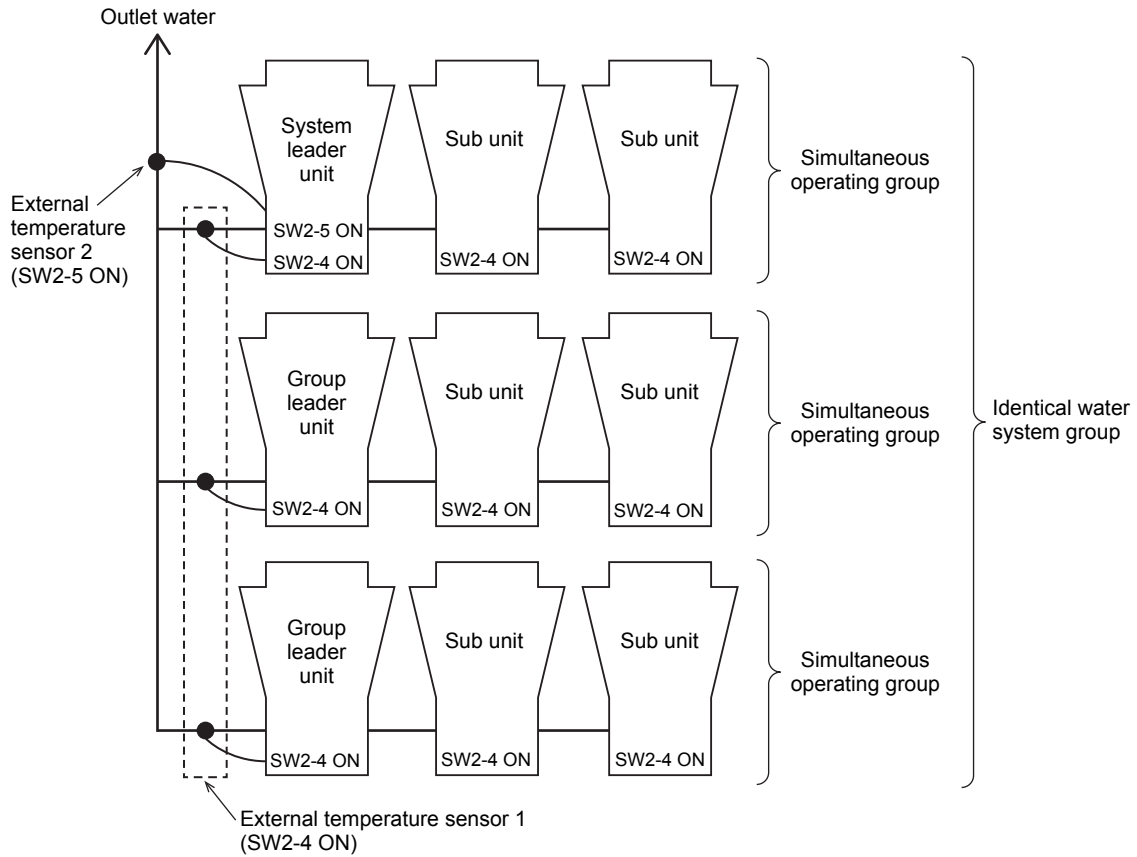 Outlet water
System
leader
unit
Sub unit
Sub unit
Simultaneous
operating group
External
temperature
sensor 2
(SW2-5 ON)
SW2-5 ON
SW2-4 ON
SW2-4 ON
SW2-4 ON
Group
leader
unit
Sub unit
Sub unit
Simultaneous
operating group
Identical water
system group
SW2-4 ON
SW2-4 ON
SW2-4 ON
Group
leader
unit
Sub unit
Sub unit
Simultaneous
operating group
SW2-4 ON
SW2-4 ON
SW2-4 ON
External temperature sensor 1
(SW2-4 ON)